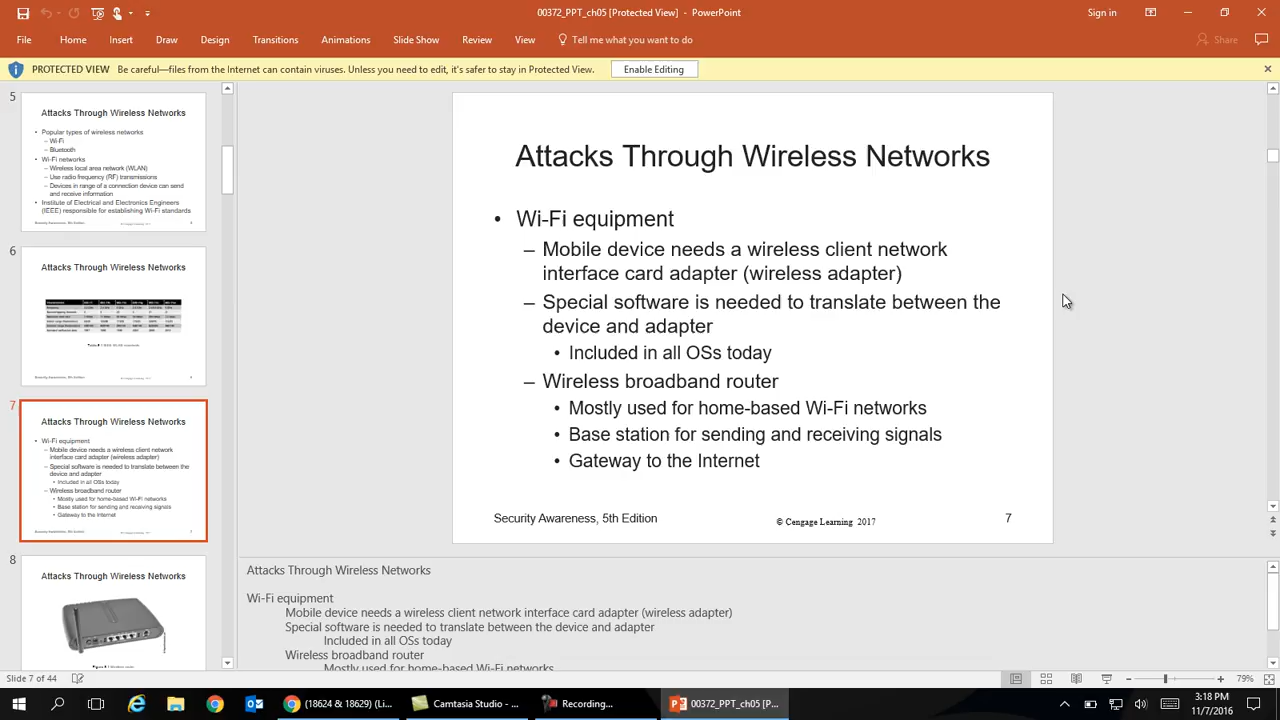 00372_PPT_ch05 [Protected View] - PowerPoint
Sign in
File Home Insert Draw Design Transitions Animations Slide Show Review View Tell me what you want to do
Share
PROTECTED VIEW Be careful—files from the Internet can contain viruses. Unless you need to edit, it's safer to stay in Protected View. Enable Editing
5
Attacks Through Wireless Networks
• Popular types of wireless networks
– Wi-Fi
– Bluetooth
• Wi-Fi networks
– Wireless local area network (WLAN)
– Use radio frequency (RF) transmissions
– Devices in range of a connection device can send
and receive information
• Institute of Electrical and Electronics Engineers
(IEEE) responsible for establishing Wi-Fi standards
Security Awareness, 5th Edition
6
Attacks Through Wireless Networks
Security Awareness, 5th Edition
7
Attacks Through Wireless Networks
• Wi-Fi equipment
– Mobile device needs a wireless client network
interface card adapter (wireless adapter)
– Special software is needed to translate between the
device and adapter
• Included in all OSs today
– Wireless broadband router
• Mostly used for home-based Wi-Fi networks
• Base station for sending and receiving signals
• Gateway to the Internet
Security Awareness, 5th Edition
8
Attacks Through Wireless Networks
Attacks Through Wireless Networks
• Wi-Fi equipment
– Mobile device needs a wireless client network
interface card adapter (wireless adapter)
– Special software is needed to translate between the
device and adapter
• Included in all OSs today
– Wireless broadband router
• Mostly used for home-based Wi-Fi networks
• Base station for sending and receiving signals
• Gateway to the Internet
Security Awareness, 5th Edition
© Cengage Learning 2017
7
Attacks Through Wireless Networks
Wi-Fi equipment
Mobile device needs a wireless client network interface card adapter (wireless adapter)
Special software is needed to translate between the device and adapter
Included in all OSs today
Wireless broadband router
Mostly used for home-based Wi-Fi networks
Slide 7 of 44
79%
(18624 & 18629) (Li...
Camtasia Studio - ...
Recording...
00372_PPT_ch05 [P...
3:18 PM
11/7/2016